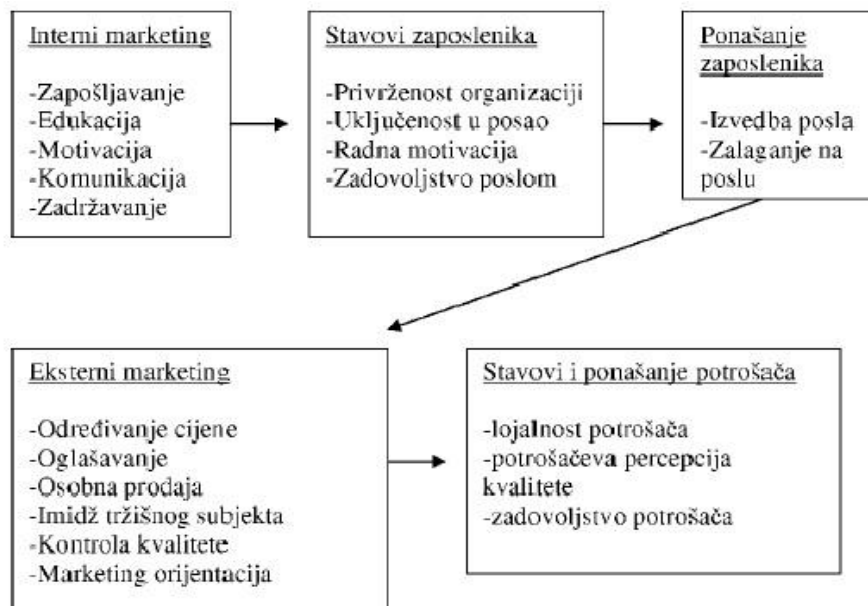 Interni marketing
-Zapošljavanje
-Edukacija
-Motivacija
-Komunikacija
-Zadržavanje
Stavovi zaposlenika
-Privrženost organizaciji
-Uključenost u posao
-Radna motivacija
-Zadovoljstvo poslom
Ponašanje
zaposlenika
-Izvedba posla
-Zalaganje na
poslu
Eksterni marketing
-Određivanje cijene
-Oglašavanje
-Osobna prodaja
-Imidž tržišnog subjekta
-Kontrola kvalitete
-Marketing orijentacija
Stavovi i ponašanje potrošača
-lojalnost potrošača
-potrošačeva percepcija
kvalitete
-zadovoljstvo potrošača